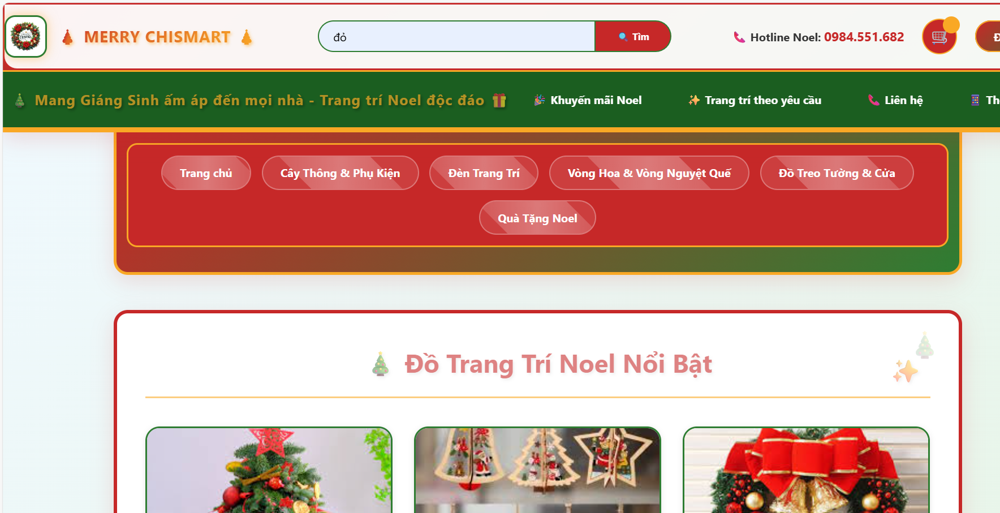 MERRY CHISMART
đỏ
Tìm
Hotline Noel: 0984.551.682
Mang Giáng Sinh ấm áp đến mọi nhà - Trang trí Noel độc đáo
Khuyến mãi Noel
Trang trí theo yêu cầu
Liên hệ
Trang chủ
Cây Thông & Phụ Kiện
Đèn Trang Trí
Vòng Hoa & Vòng Nguyệt Quế
Đồ Treo Tường & Cửa
Quà Tặng Noel
Đồ Trang Trí Noel Nổi Bật